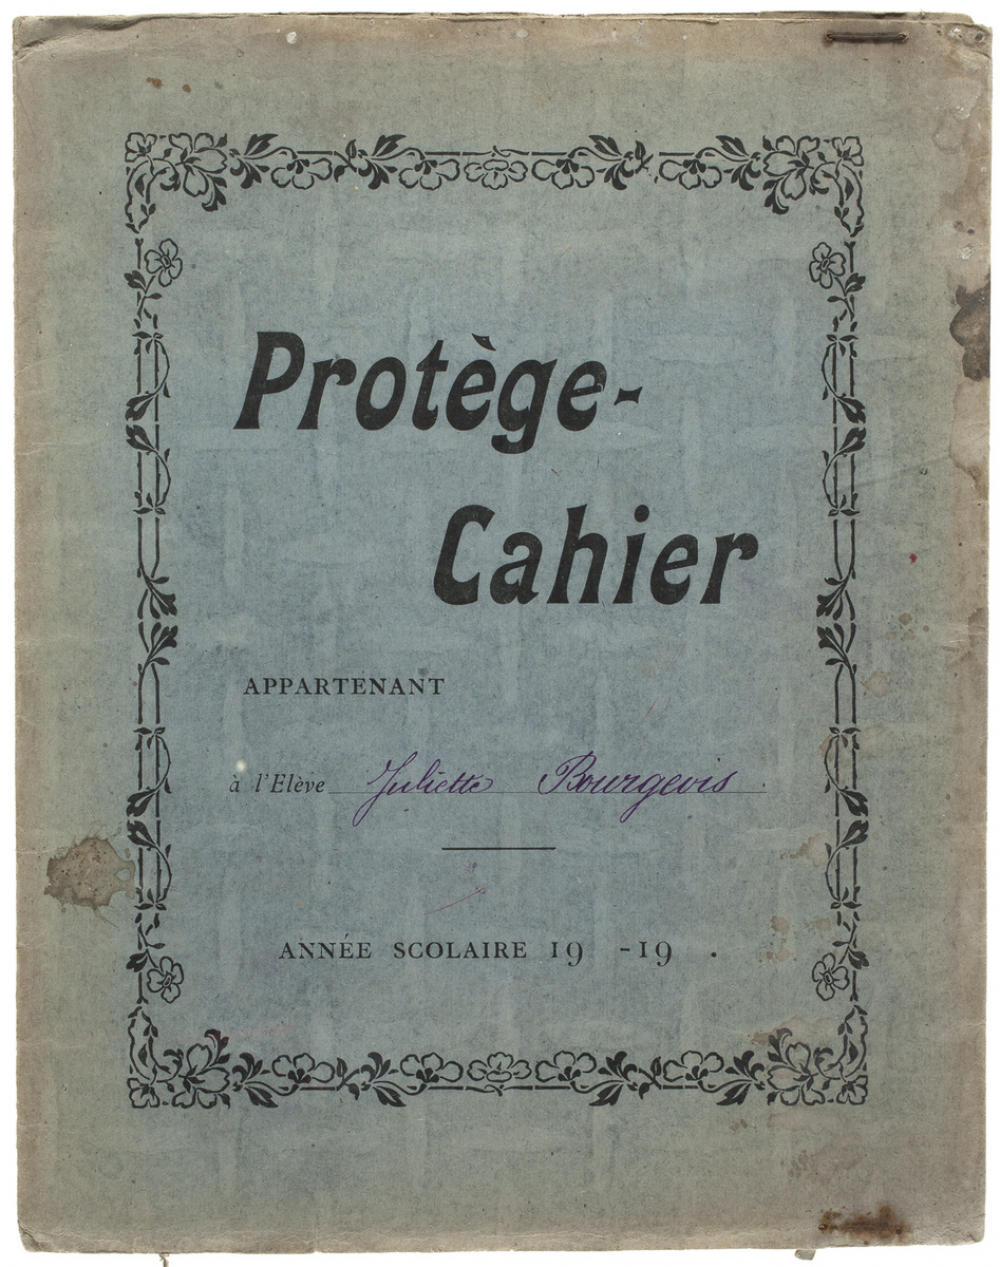 Protège-
Cahier
APPARTENANT
à l'Elève Juliette Bourgeois
ANNÉE SCOLAIRE 19 -19 .